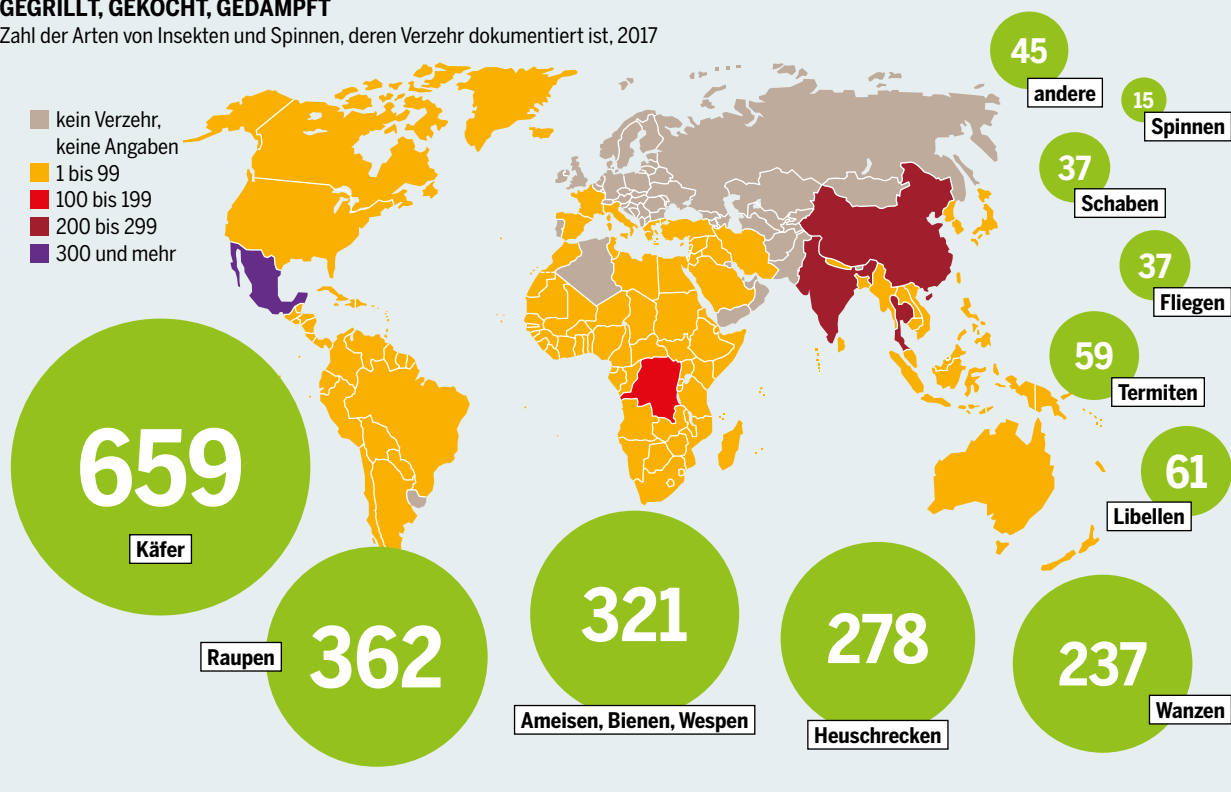 GEGRILLT, GEKOCHT, GEDÄMPFT
Zahl der Arten von Insekten und Spinnen, deren Verzehr dokumentiert ist, 2017
kein Verzehr,
keine Angaben
1 bis 99
100 bis 199
200 bis 299
300 und mehr
45
andere
15
Spinnen
37
Schaben
37
Fliegen
59
Termiten
61
Libellen
659
Käfer
362
Raupen
321
Ameisen, Bienen, Wespen
278
Heuschrecken
237
Wanzen